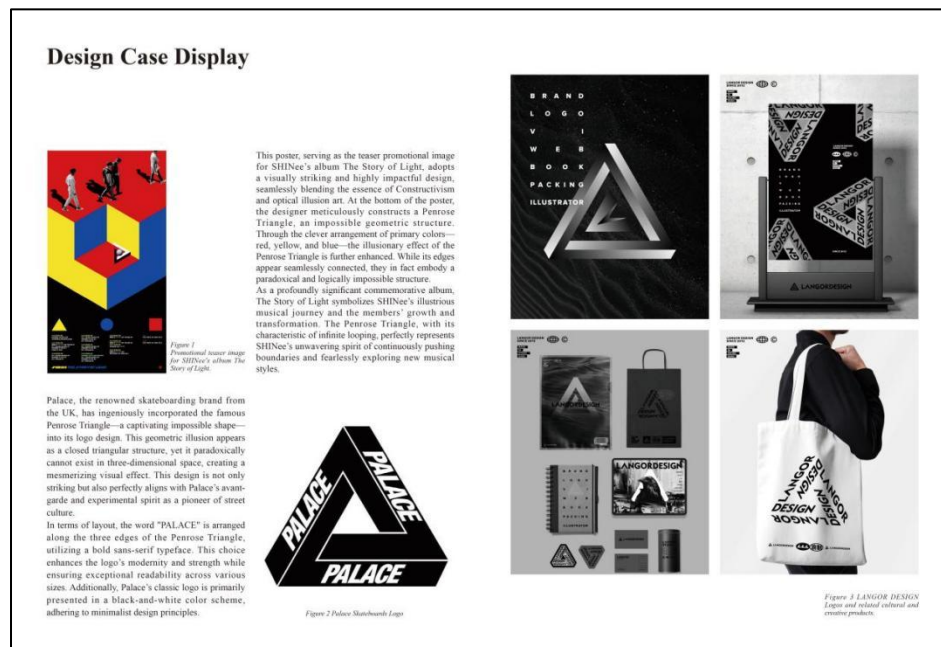 Design Case Display
This poster, serving as the teaser promotional image
for SHINee's album The Story of Light, adopts
a visually striking and highly impactful design,
seamlessly blending the essence of Constructivism
and optical illusion art. At the bottom of the poster,
the designer meticulously constructs a Penrose
Triangle, an impossible geometric structure.
Through the clever arrangement of primary colors—
red, yellow, and blue—the illusionary effect of the
Penrose Triangle is further enhanced. While its edges
appear seamlessly connected, they in fact embody a
paradoxical and logically impossible structure.
As a profoundly significant commemorative album,
The Story of Light symbolizes SHINee's illustrious
musical journey and the members' growth and
transformation. The Penrose Triangle, with its
characteristic of infinite looping, perfectly represents
SHINee's unwavering spirit of continuously pushing
boundaries and fearlessly exploring new musical
styles.
Figure 1
Promotional teaser image
for SHINee's album The
Story of Light.
Palace, the renowned skateboarding brand from
the UK, has ingeniously incorporated the famous
Penrose Triangle—a captivating impossible shape—
into its logo design. This geometric illusion appears
as a closed triangular structure, yet it paradoxically
cannot exist in three-dimensional space, creating a
mesmerizing visual effect. This design is not only
striking but also perfectly aligns with Palace's avant-
garde and experimental spirit as a pioneer of street
culture.
In terms of layout, the word "PALACE" is arranged
along the three edges of the Penrose Triangle,
utilizing a bold sans-serif typeface. This choice
enhances the logo's modernity and strength while
ensuring exceptional readability across various
sizes. Additionally, Palace's classic logo is primarily
presented in a black-and-white color scheme,
adhering to minimalist design principles.
PALACE
PALACE
PALACE
Figure 2 Palace Skateboards Logo
BRAND
LOGO
VI
WEB
BOOK
PACKING
ILLUSTRATOR
LANGOR DESIGN
LANGOR
DESIGN
LANGORDESIGN
LANGOR DESIGN
LANGORDESIGN
LANGORDESIGN
ILLUSTRATOR
LANGOR DESIGN
LANGOR
DESIGN
LANGOR
DESIGN
DESIGN
LANGOR
LANGORDESIGN
Figure 3 LANGOR DESIGN
Logos and related cultural and
creative products.